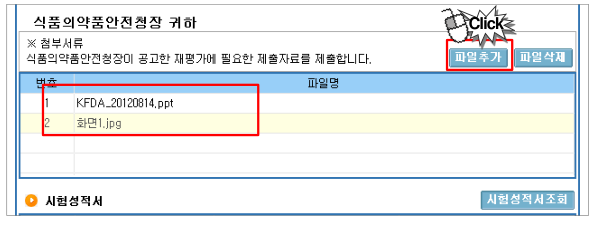 식품의약품안전청장 귀하
Click
※ 첨부서류
식품의약품안전청장이 공고한 재평가에 필요한 제출자료를 제출합니다.
파일추가 파일삭제
번호 파일명
1 KFDA_20120814.ppt
2 화면1.jpg
시험성적서 시험성적서조회